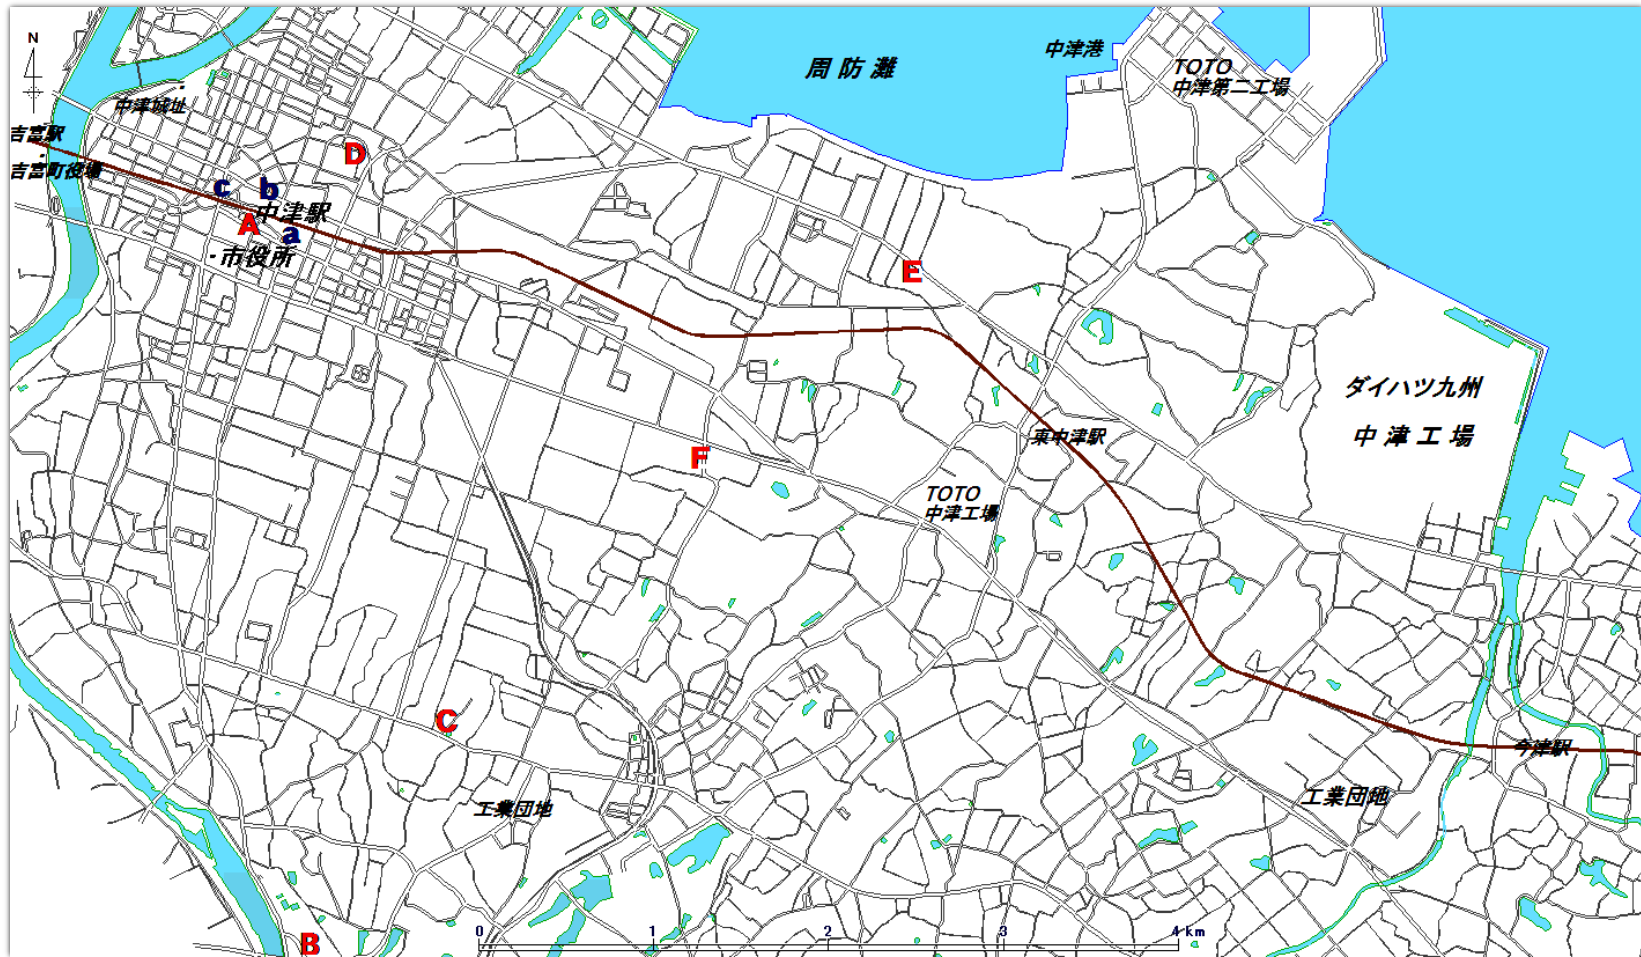 N
周防灘
中津港
TOTO
中津第二工場
中津城址
吉富駅
吉富町役場
D
c
b
中津駅
A
a
市役所
E
ダイハツ九州
中津工場
東中津駅
F
TOTO
中津工場
C
今津駅
工業団地
工業団地
B
0 1 2 3 4 km